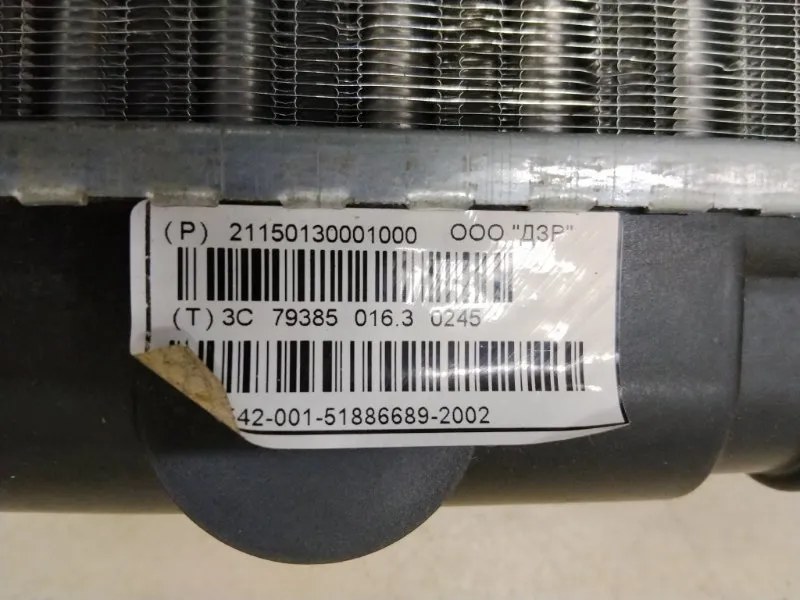 (P) 21150130001000 ООО "ДЗР"
(T) 3C 79385 016.3 0245
42-001-51886689-2002